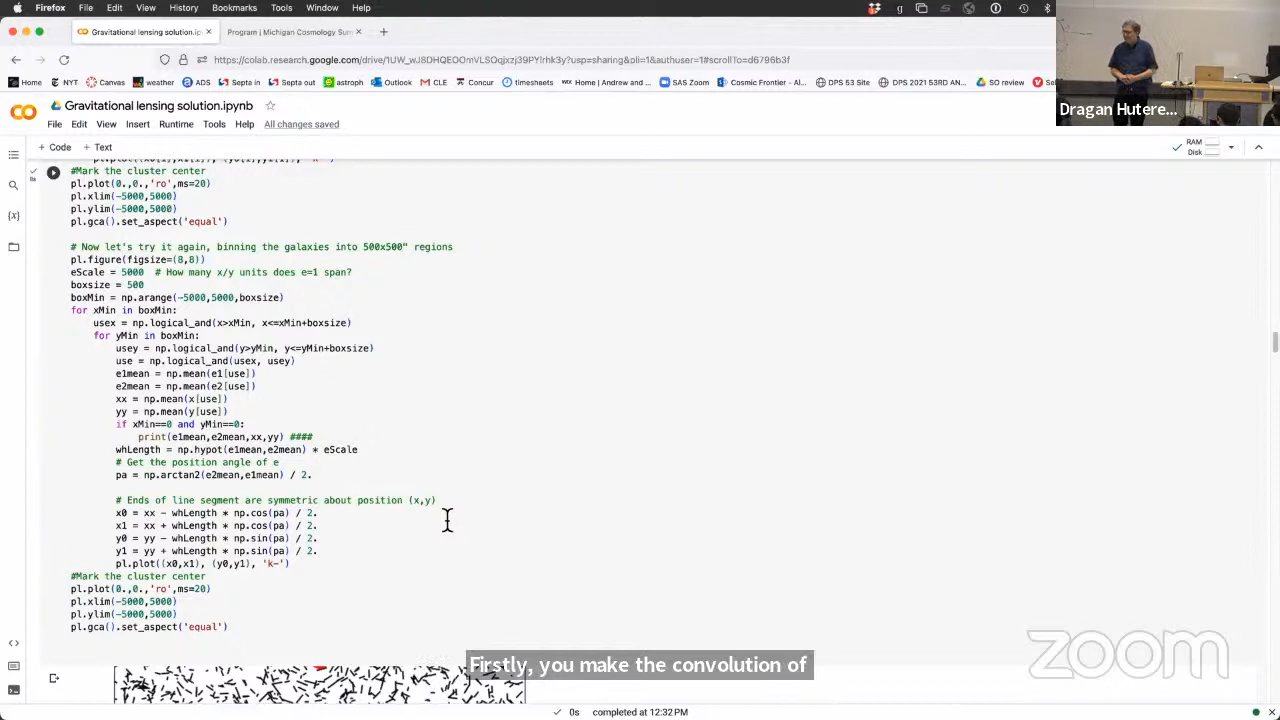 Firefox File Edit View History Bookmarks Tools Window Help
Gravitational lensing solution.ip
Program | Michigan Cosmology Sum
https://colab.research.google.com/drive/1UW_wJ8DHQEOOmVLSOqjxzj39PYlrhk3y?usp=sharing&pli=1&authuser=1#scrollTo=d6796b3f
Home NYT Canvas weather ADS Septa in Septa out astroph Outlook CLE Concur timesheets Home | Andrew and ... SAS Zoom Cosmic Frontier – Al... DPS 53 Site DPS 2021 53RD AN... SO review
Dragan Hutere...
Gravitational lensing solution.ipynb
File Edit View Insert Runtime Tools Help All changes saved
+ Code + Text
RAM
Disk
#Mark the cluster center
pl.plot(0.,0.,'ro',ms=20)
pl.xlim(-5000,5000)
pl.ylim(-5000,5000)
pl.gca().set_aspect('equal')
# Now let's try it again, binning the galaxies into 500x500" regions
pl.figure(figsize=(8,8))
eScale = 5000 # How many x/y units does e=1 span?
boxsize = 500
boxMin = np.arange(-5000,5000,boxsize)
for xMin in boxMin:
usex = np.logical_and(x>xMin, x<=xMin+boxsize)
for yMin in boxMin:
usey = np.logical_and(y>yMin, y<=yMin+boxsize)
use = np.logical_and(usex, usey)
e1mean = np.mean(e1[use])
e2mean = np.mean(e2[use])
xx = np.mean(x[use])
yy = np.mean(y[use])
if xMin==0 and yMin==0:
print(e1mean,e2mean,xx,yy) ####
whLength = np.hypot(e1mean,e2mean) * eScale
# Get the position angle of e
pa = np.arctan2(e2mean,e1mean) / 2.
# Ends of line segment are symmetric about position (x,y)
x0 = xx - whLength * np.cos(pa) / 2.
x1 = xx + whLength * np.cos(pa) / 2.
y0 = yy - whLength * np.sin(pa) / 2.
y1 = yy + whLength * np.sin(pa) / 2.
pl.plot((x0,x1), (y0,y1), 'k-')
#Mark the cluster center
pl.plot(0.,0.,'ro',ms=20)
pl.xlim(-5000,5000)
pl.ylim(-5000,5000)
pl.gca().set_aspect('equal')
zoom
Firstly, you make the convolution of
0s completed at 12:32 PM